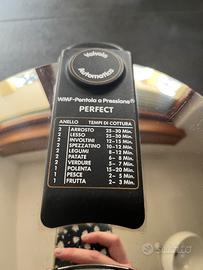 Valvola
Automatica
WMF-Pentola a Pressione®
PERFECT
ANELLO TEMPI DI COTTURA
2 ARROSTO 25-30 Min.
2 LESSO 25-30 Min.
2 INVOLTINI 12-15 Min.
2 SPEZZATINO 10-12 Min.
2 LEGUMI 8-12 Min.
2 PATATE 6- 8 Min.
2 VERDURE 5- 7 Min.
1 POLENTA 15-20 Min.
1 PESCE 2- 3 Min.
1 FRUTTA 2- 3 Min.
subito